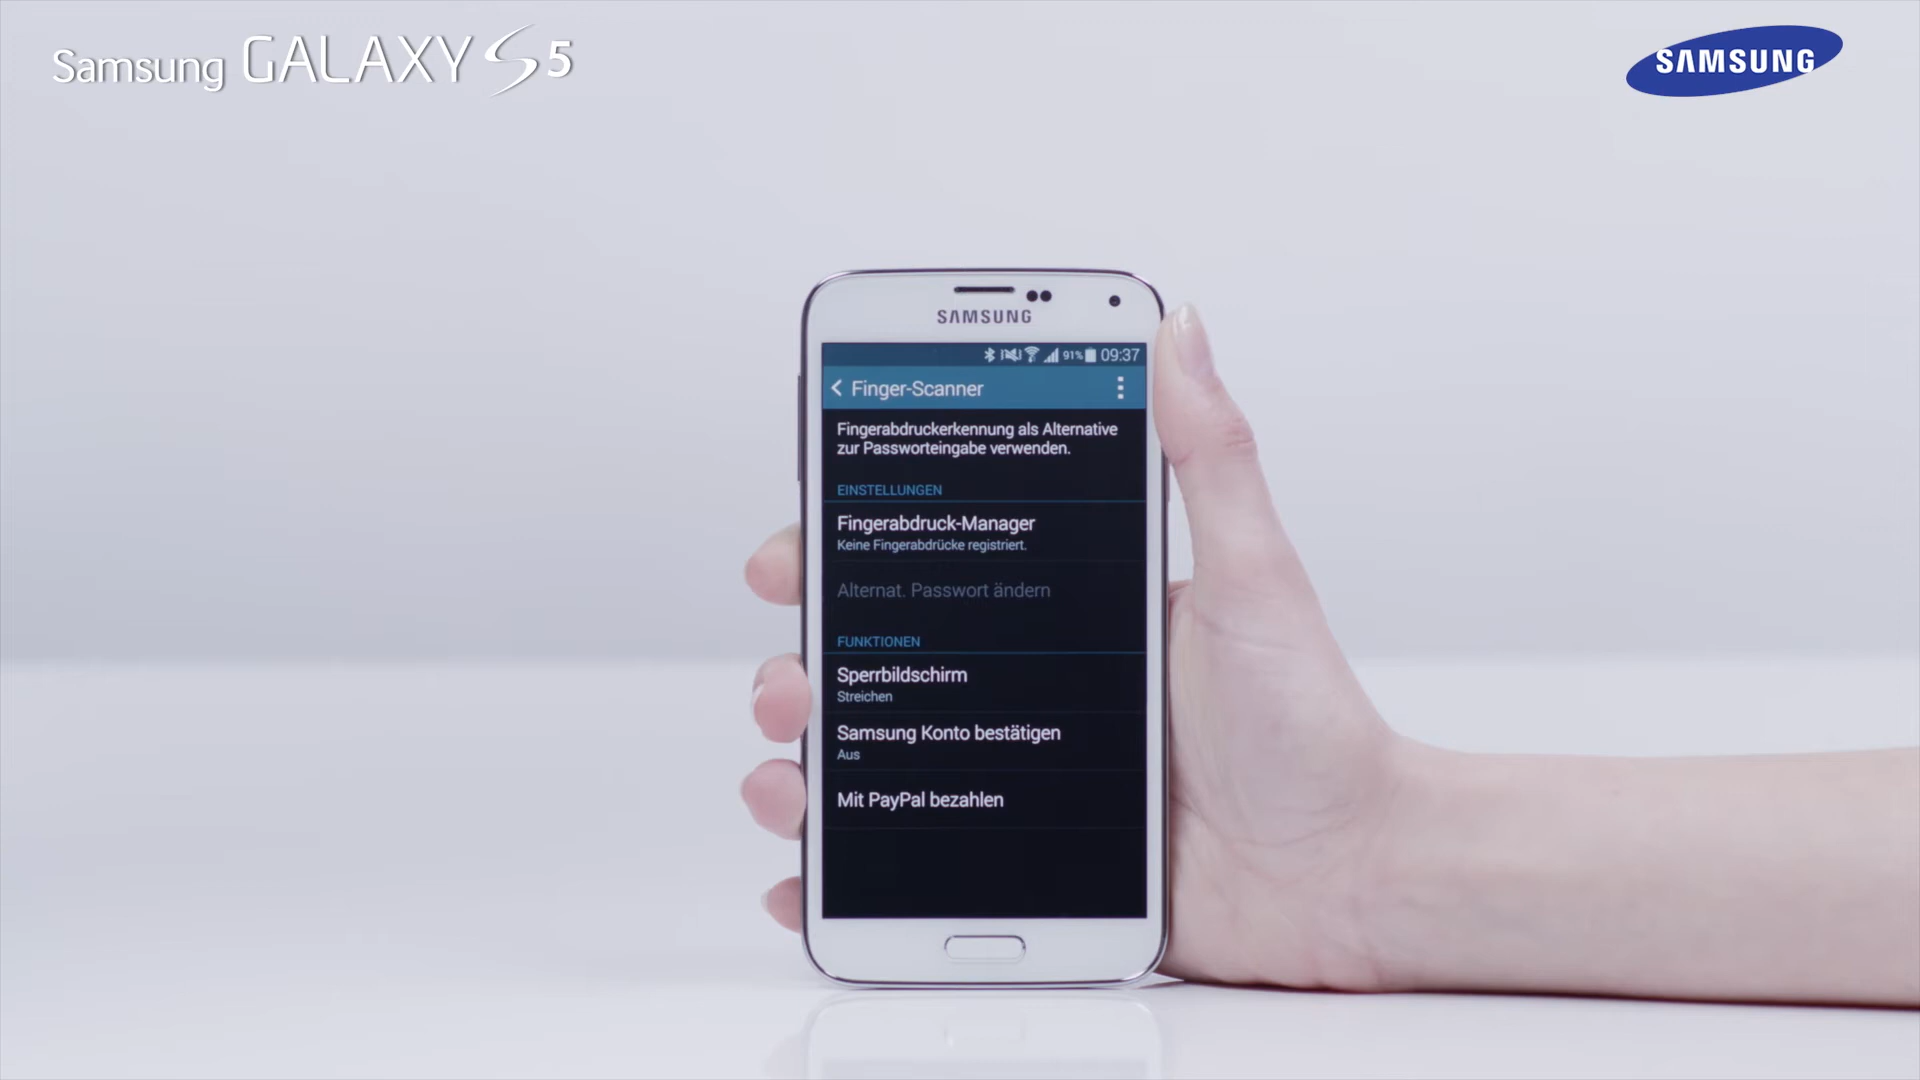 Samsung GALAXY S5
SAMSUNG
SAMSUNG
91% 09:37
Finger-Scanner
Fingerabdruckerkennung als Alternative
zur Passworteingabe verwenden.
EINSTELLUNGEN
Fingerabdruck-Manager
Keine Fingerabdrücke registriert.
Alternat. Passwort ändern
FUNKTIONEN
Sperrbildschirm
Streichen
Samsung Konto bestätigen
Aus
Mit PayPal bezahlen